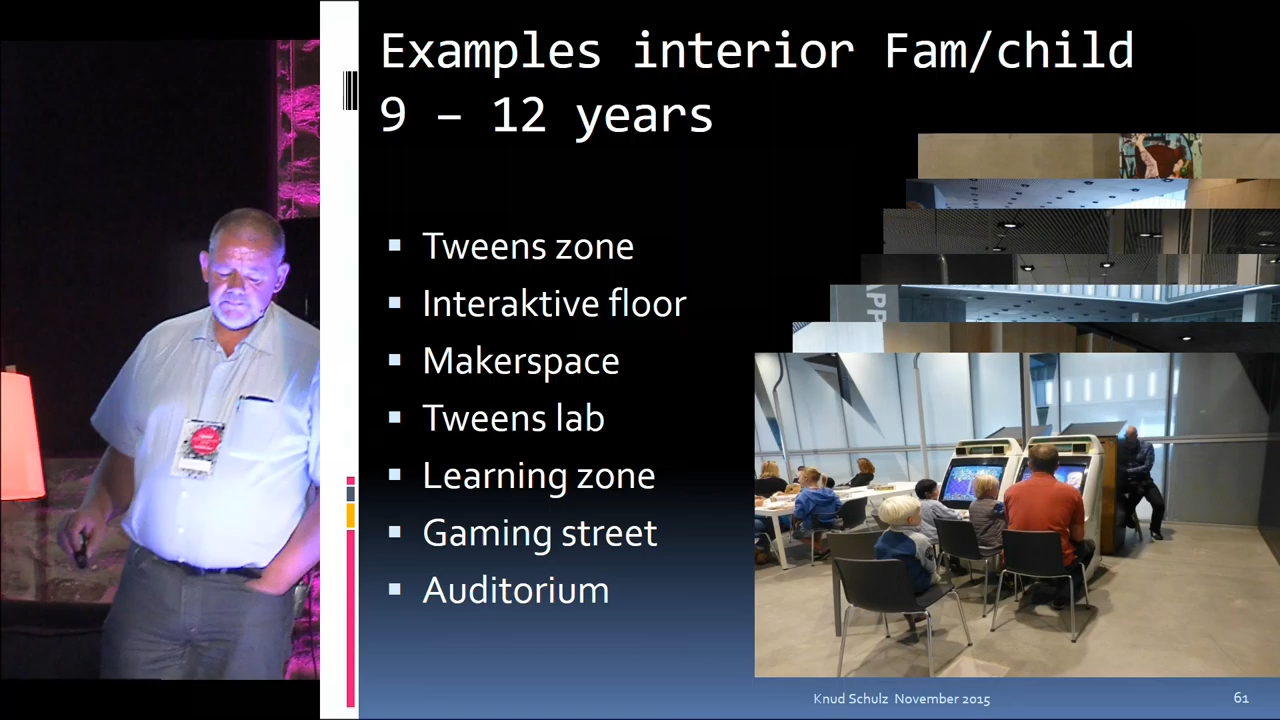 Examples interior Fam/child
9 – 12 years
Tweens zone
Interaktive floor
Makerspace
Tweens lab
Learning zone
Gaming street
Auditorium
APP
Knud Schulz November 2015
61